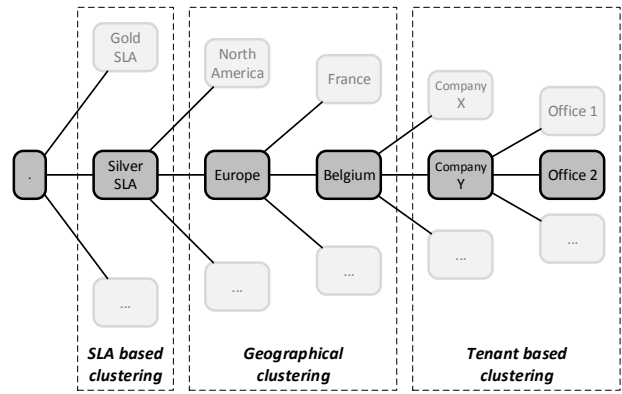 Gold
SLA
North
America
France
Company
X
Office 1
.
Silver
SLA
Europe
Belgium
Company
Y
Office 2
...
...
...
...
...
SLA based
clustering
Geographical
clustering
Tenant based
clustering